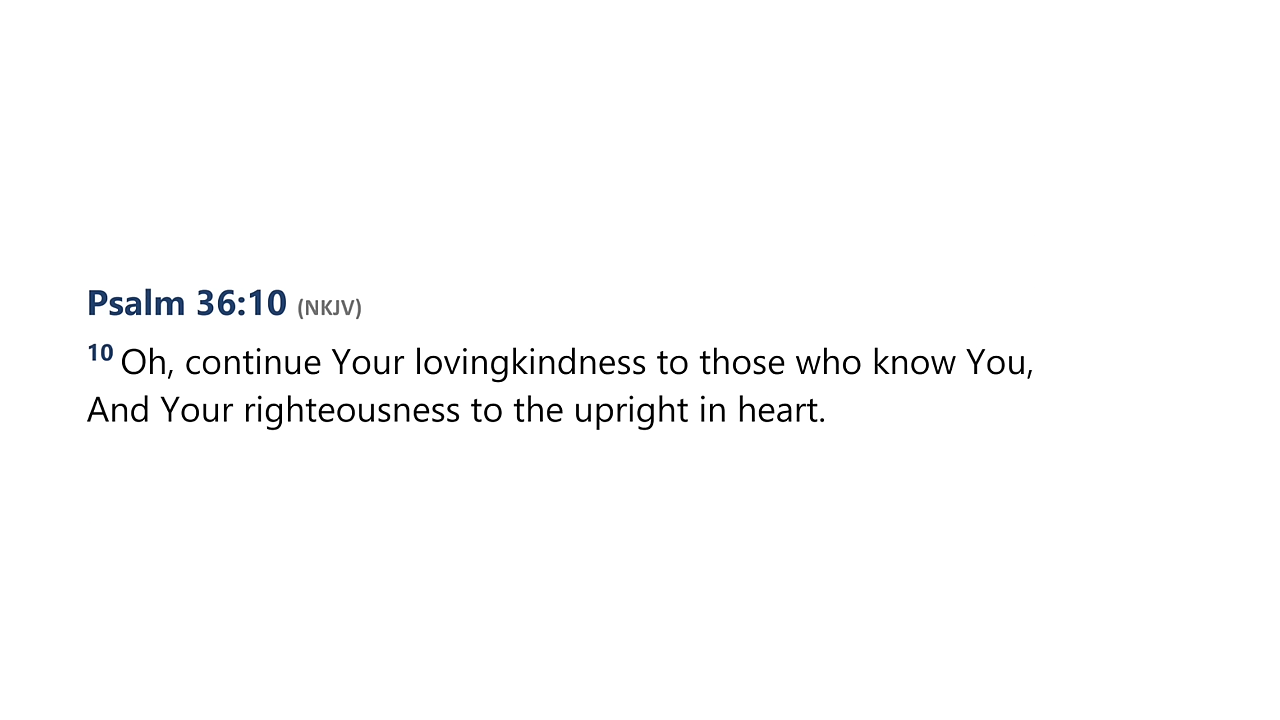 Psalm 36:10 (NKJV)
10 Oh, continue Your lovingkindness to those who know You,
And Your righteousness to the upright in heart.